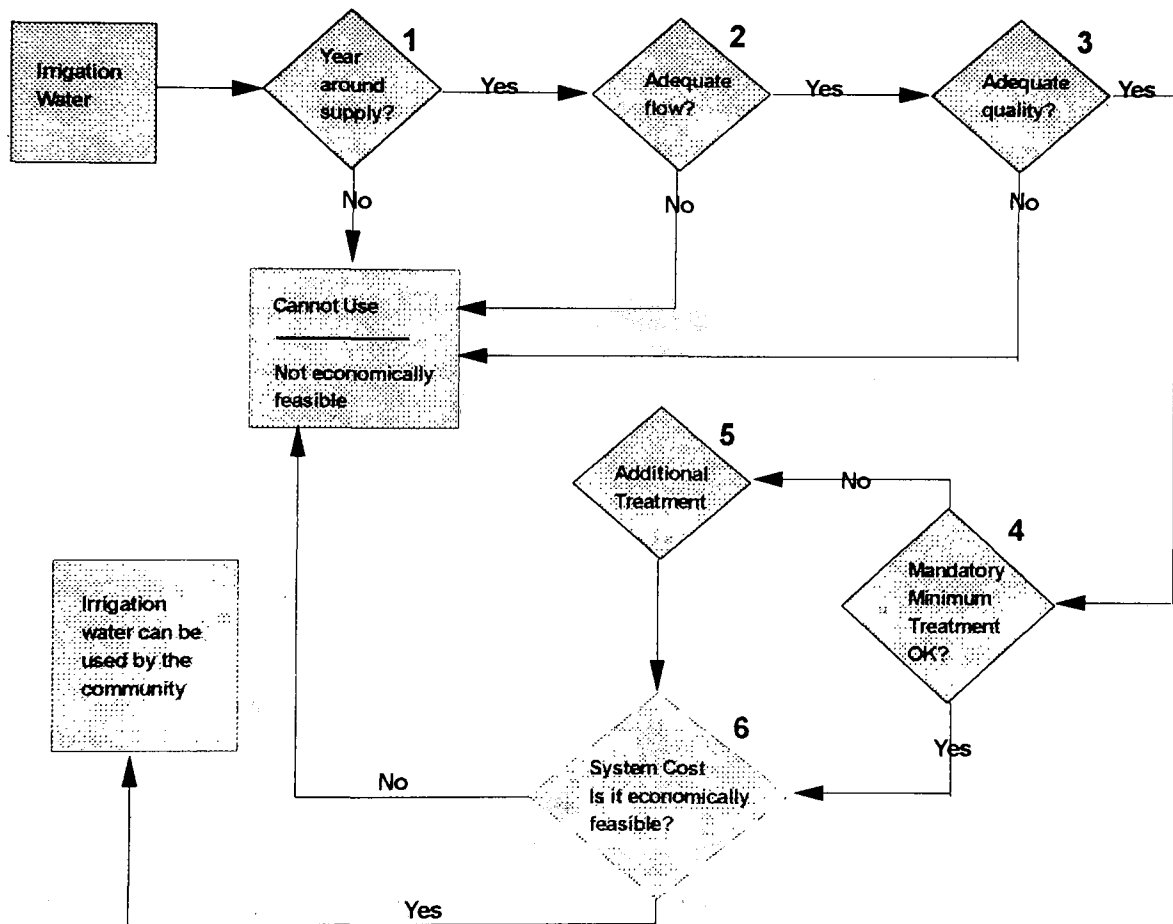 Irrigation
Water
1
Year
around
supply?
Yes
2
Adequate
flow?
Yes
3
Adequate
quality?
Yes
No
No
No
Cannot Use
Not economically
feasible
5
Additional
Treatment
No
4
Mandatory
Minimum
Treatment
OK?
Irrigation
water can be
used by the
community
Yes
6
System Cost
Is it economically
feasible?
No
Yes